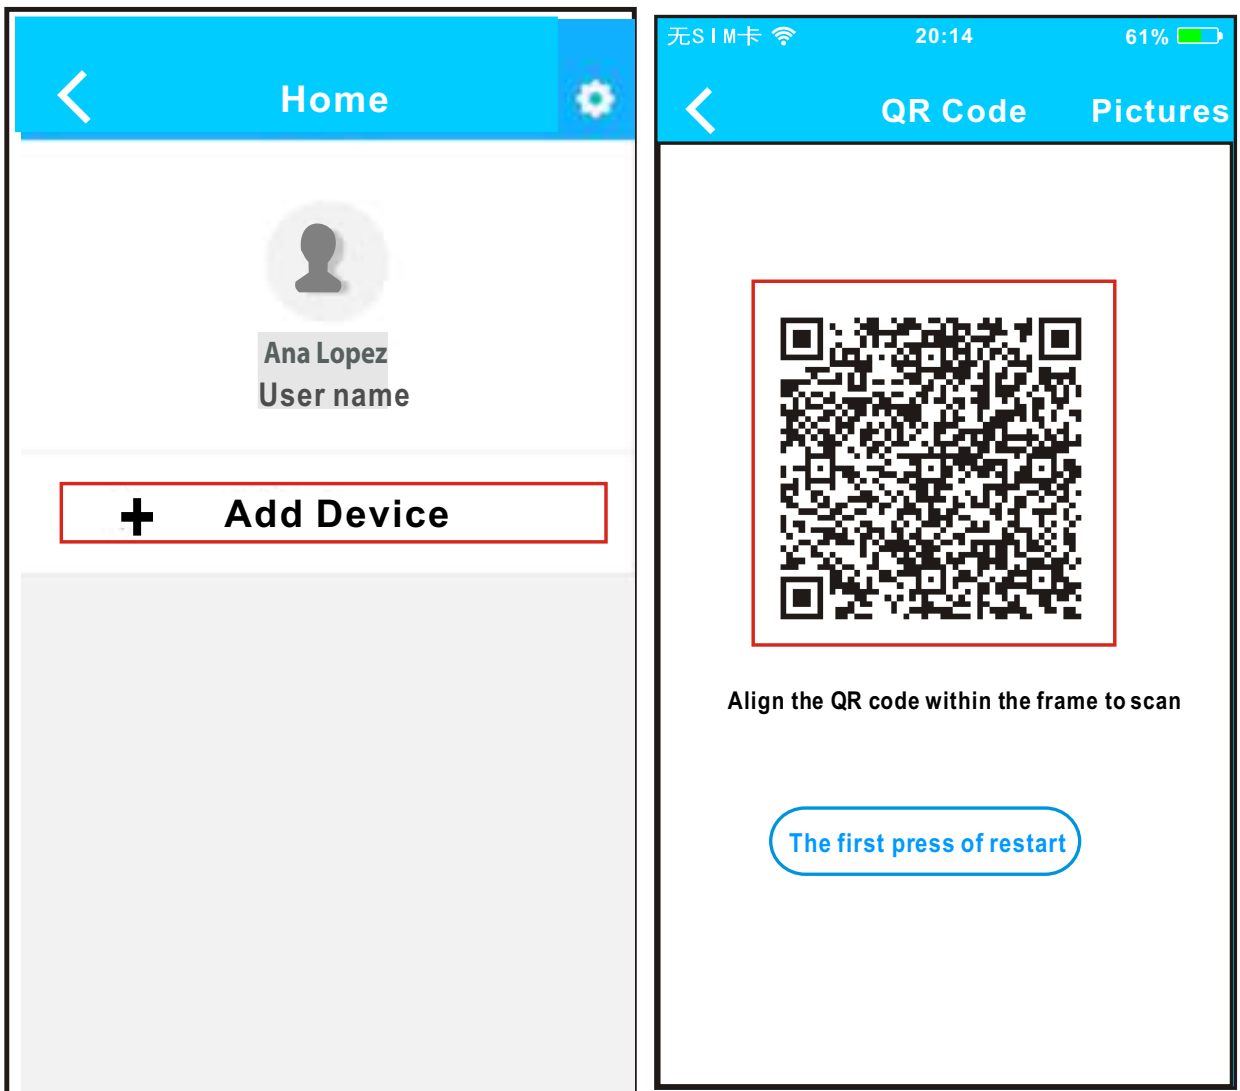 Home
Ana Lopez
User name
+ Add Device
无SIM卡 20:14 61%
QR Code Pictures
Align the QR code within the frame to scan
The first press of restart